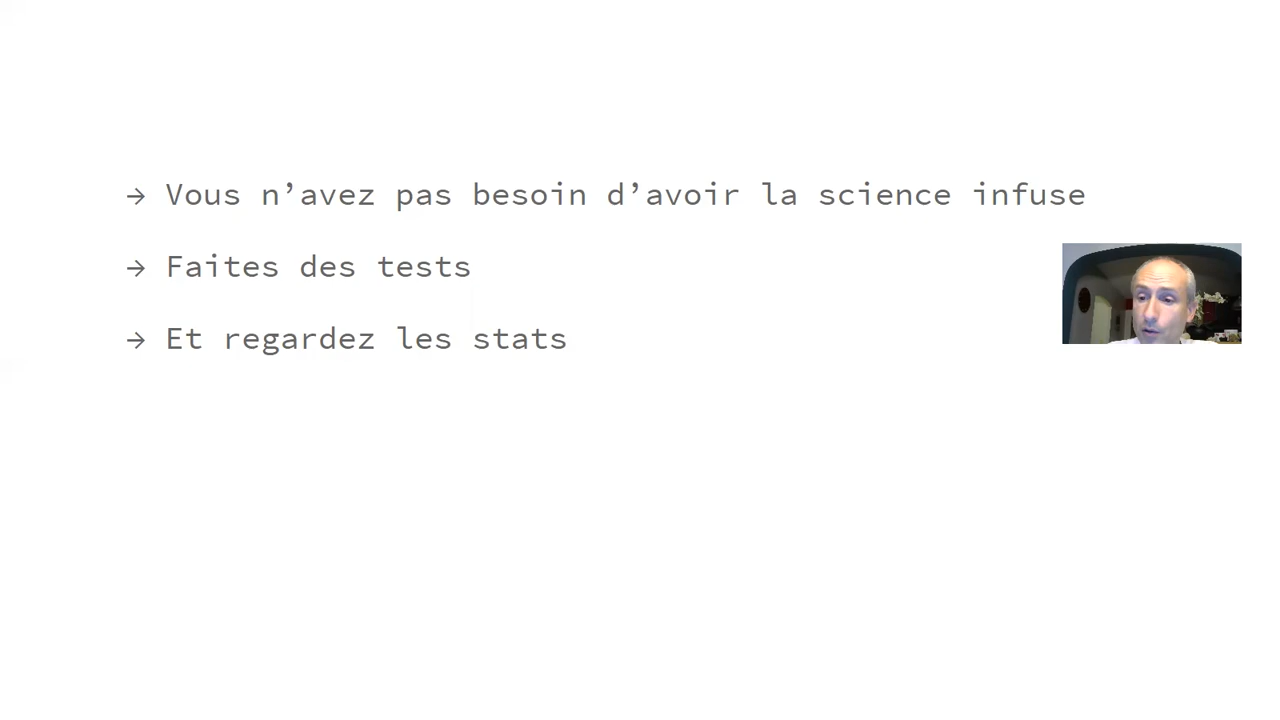 → Vous n’avez pas besoin d’avoir la science infuse
→ Faites des tests
→ Et regardez les stats